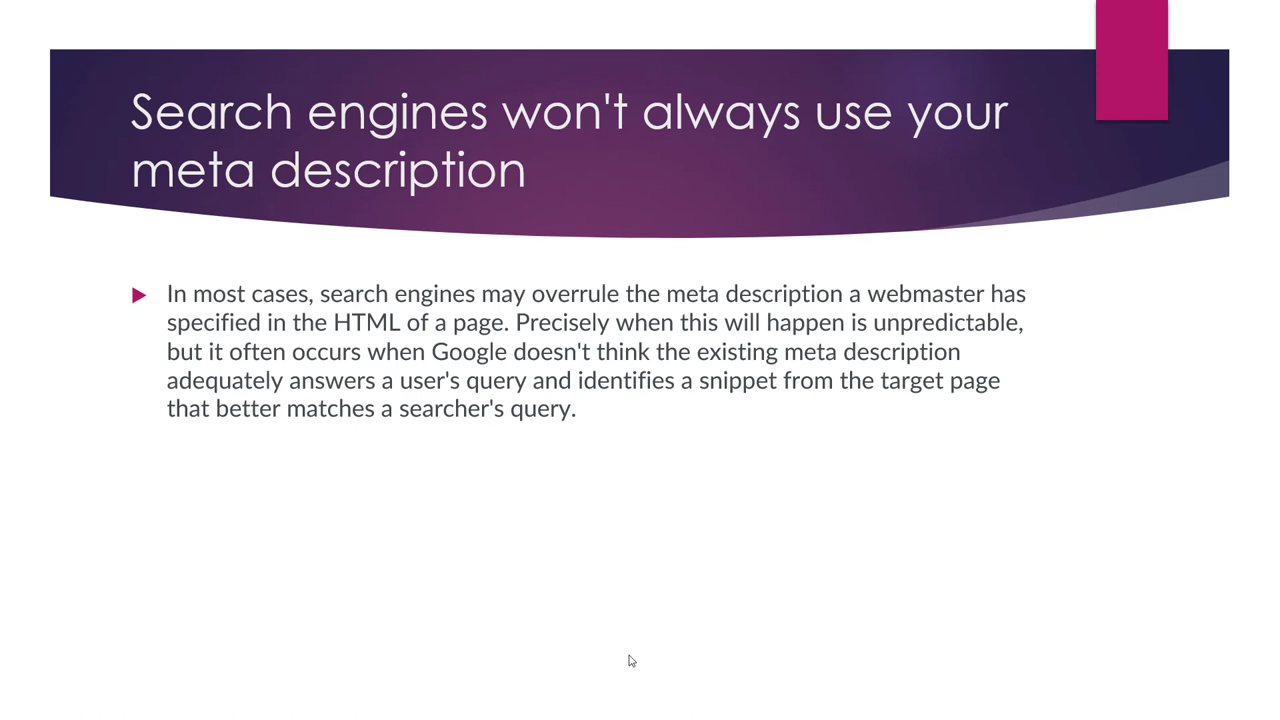 Search engines won't always use your
meta description
In most cases, search engines may overrule the meta description a webmaster has
specified in the HTML of a page. Precisely when this will happen is unpredictable,
but it often occurs when Google doesn't think the existing meta description
adequately answers a user's query and identifies a snippet from the target page
that better matches a searcher's query.